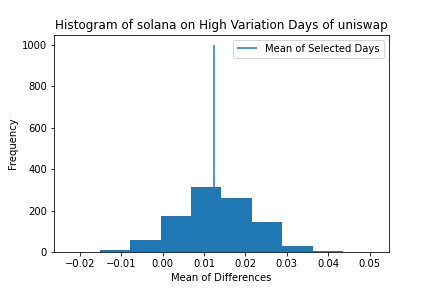 Histogram of solana on High Variation Days of uniswap
Mean of Selected Days
1000
800
600
400
200
0
Frequency
−0.02 −0.01 0.00 0.01 0.02 0.03 0.04 0.05
Mean of Differences